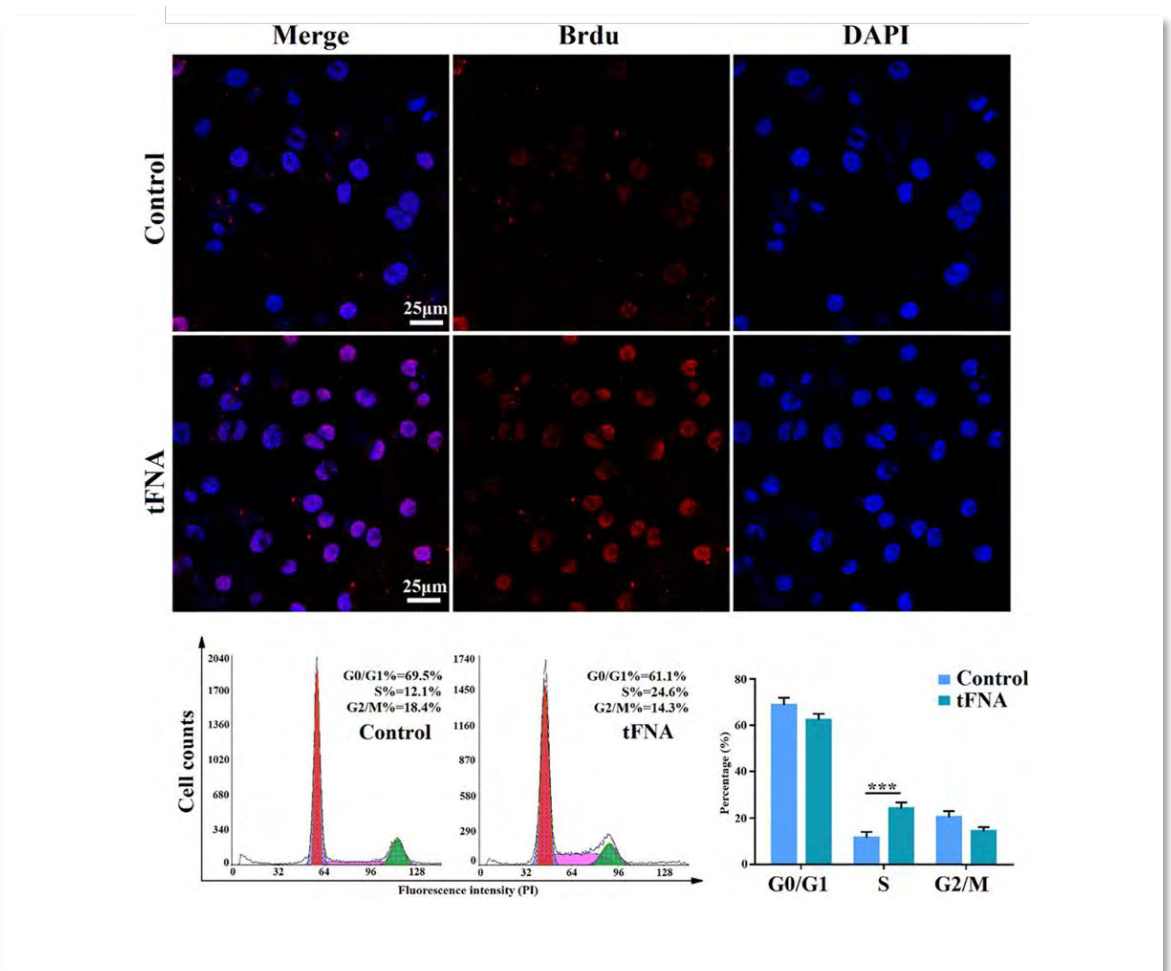 Merge Brdu DAPI
Control
25μm
tFNA
25μm
2040
1700
1360
1020
680
340
0
Cell counts
G0/G1%=69.5%
S%=12.1%
G2/M%=18.4%
Control
0 32 64 96 128
1740
1450
1160
870
580
290
0
G0/G1%=61.1%
S%=24.6%
G2/M%=14.3%
tFNA
0 32 64 96 128
Fluorescence intensity (PI)
Control
tFNA
80
60
40
20
0
Percentage (%)
***
G0/G1 S G2/M